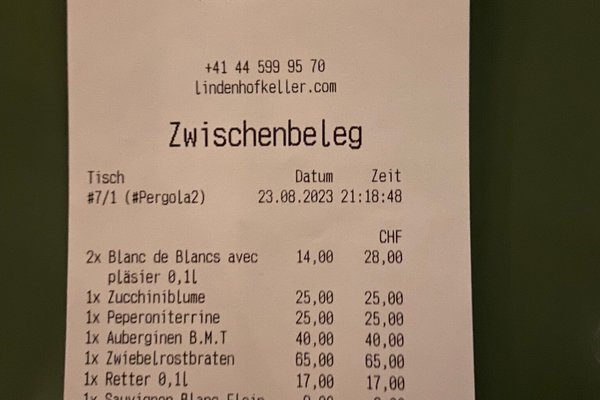 +41 44 599 95 70
lindenhofkeller.com
Zwischenbeleg
Tisch Datum Zeit
#7/1 (#Pergola2) 23.08.2023 21:18:48
CHF
2x Blanc de Blancs avec 14,00 28,00
pläsier 0,1l
1x Zucchiniblume 25,00 25,00
1x Peperoniterrine 25,00 25,00
1x Auberginen B.M.T 40,00 40,00
1x Zwiebelrostbraten 65,00 65,00
1x Retter 0,1l 17,00 17,00
1x Sauvignon Blanc